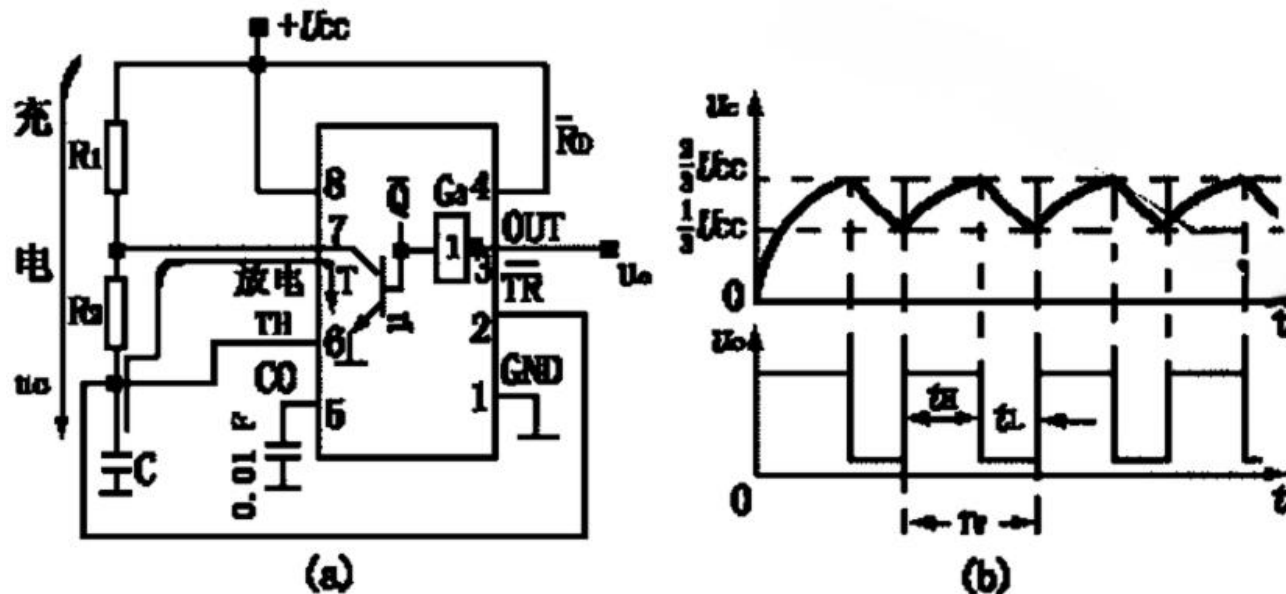 +UCC
充
电
R1
R2
uc
C
8
7
放电
T
TH
6
CO
5
0.01
Q̅
G3
1
R̅D
4
OUT
3
T̅R̅
2
GND
1
uo
(a)
uc
2/3 UCC
1/3 UCC
0
t
uo
tH
tL
0
t
(b)